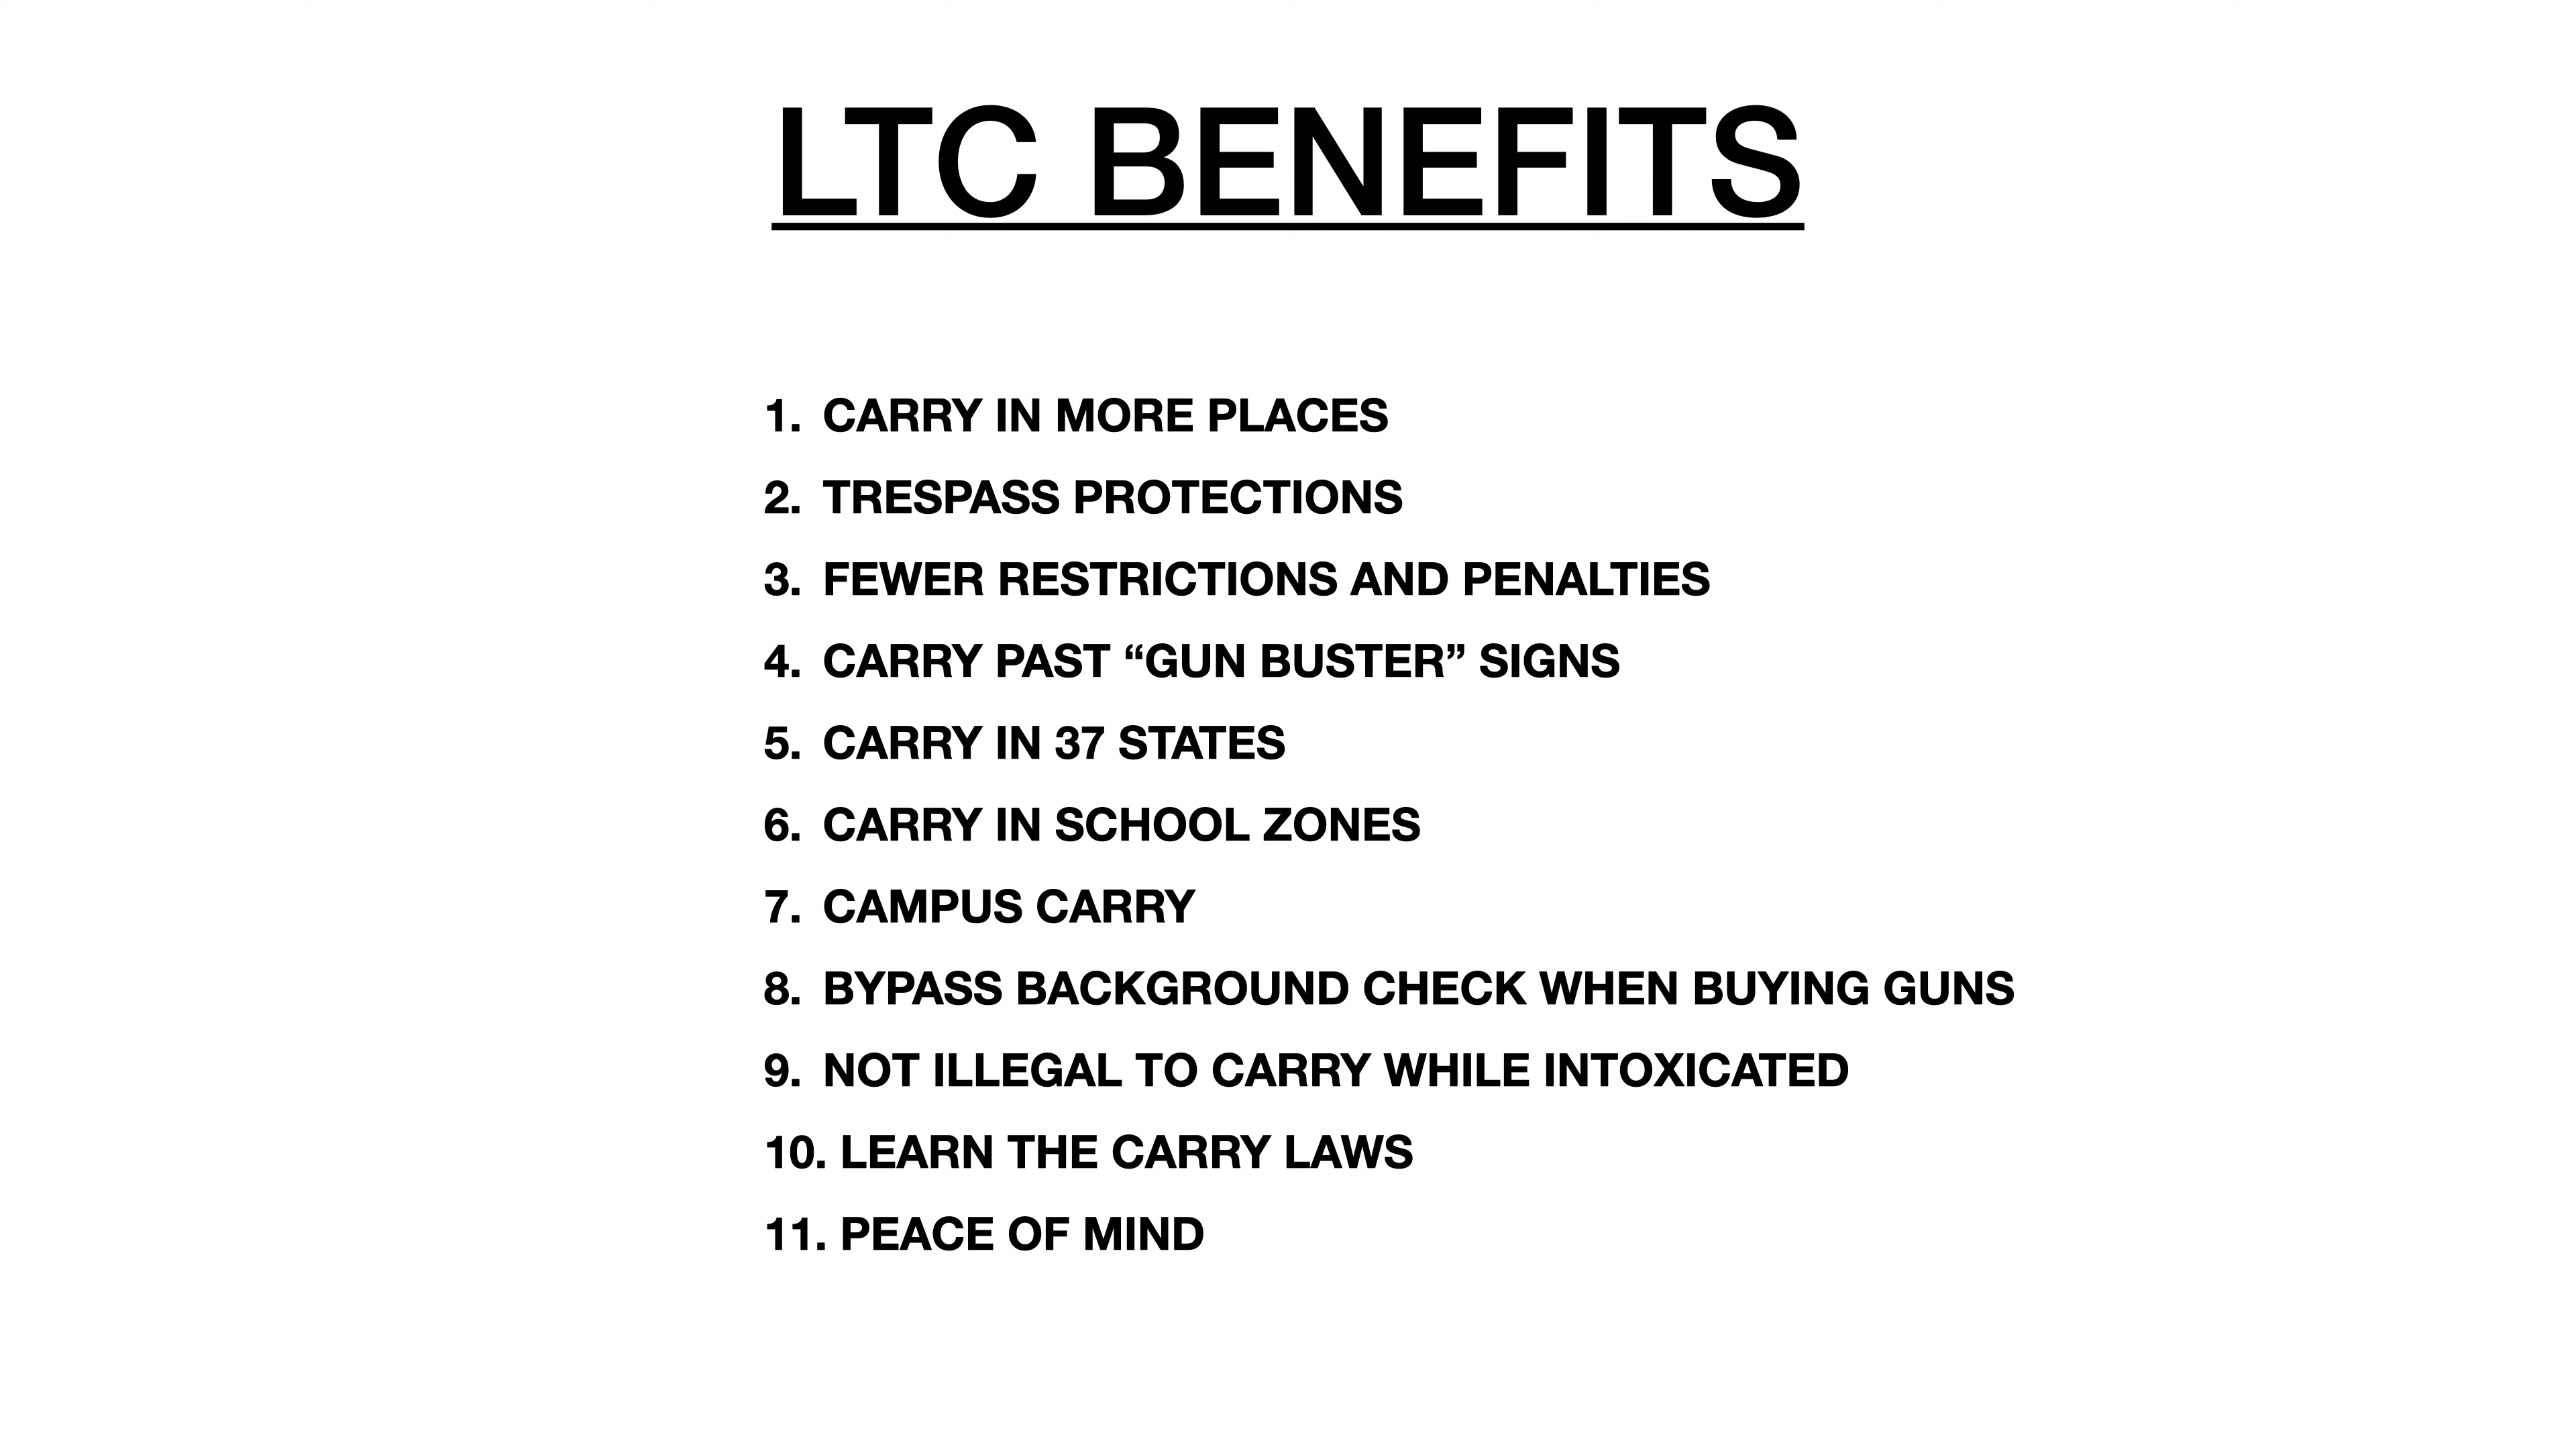 LTC BENEFITS
1. CARRY IN MORE PLACES
2. TRESPASS PROTECTIONS
3. FEWER RESTRICTIONS AND PENALTIES
4. CARRY PAST “GUN BUSTER” SIGNS
5. CARRY IN 37 STATES
6. CARRY IN SCHOOL ZONES
7. CAMPUS CARRY
8. BYPASS BACKGROUND CHECK WHEN BUYING GUNS
9. NOT ILLEGAL TO CARRY WHILE INTOXICATED
10. LEARN THE CARRY LAWS
11. PEACE OF MIND